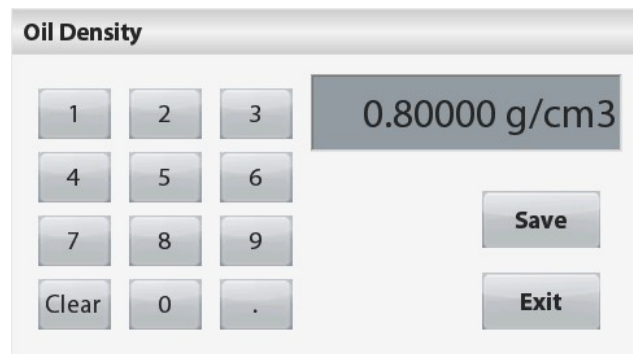 Oil Density
1 2 3 0.80000 g/cm3
4 5 6
Save
7 8 9
Clear 0 . Exit